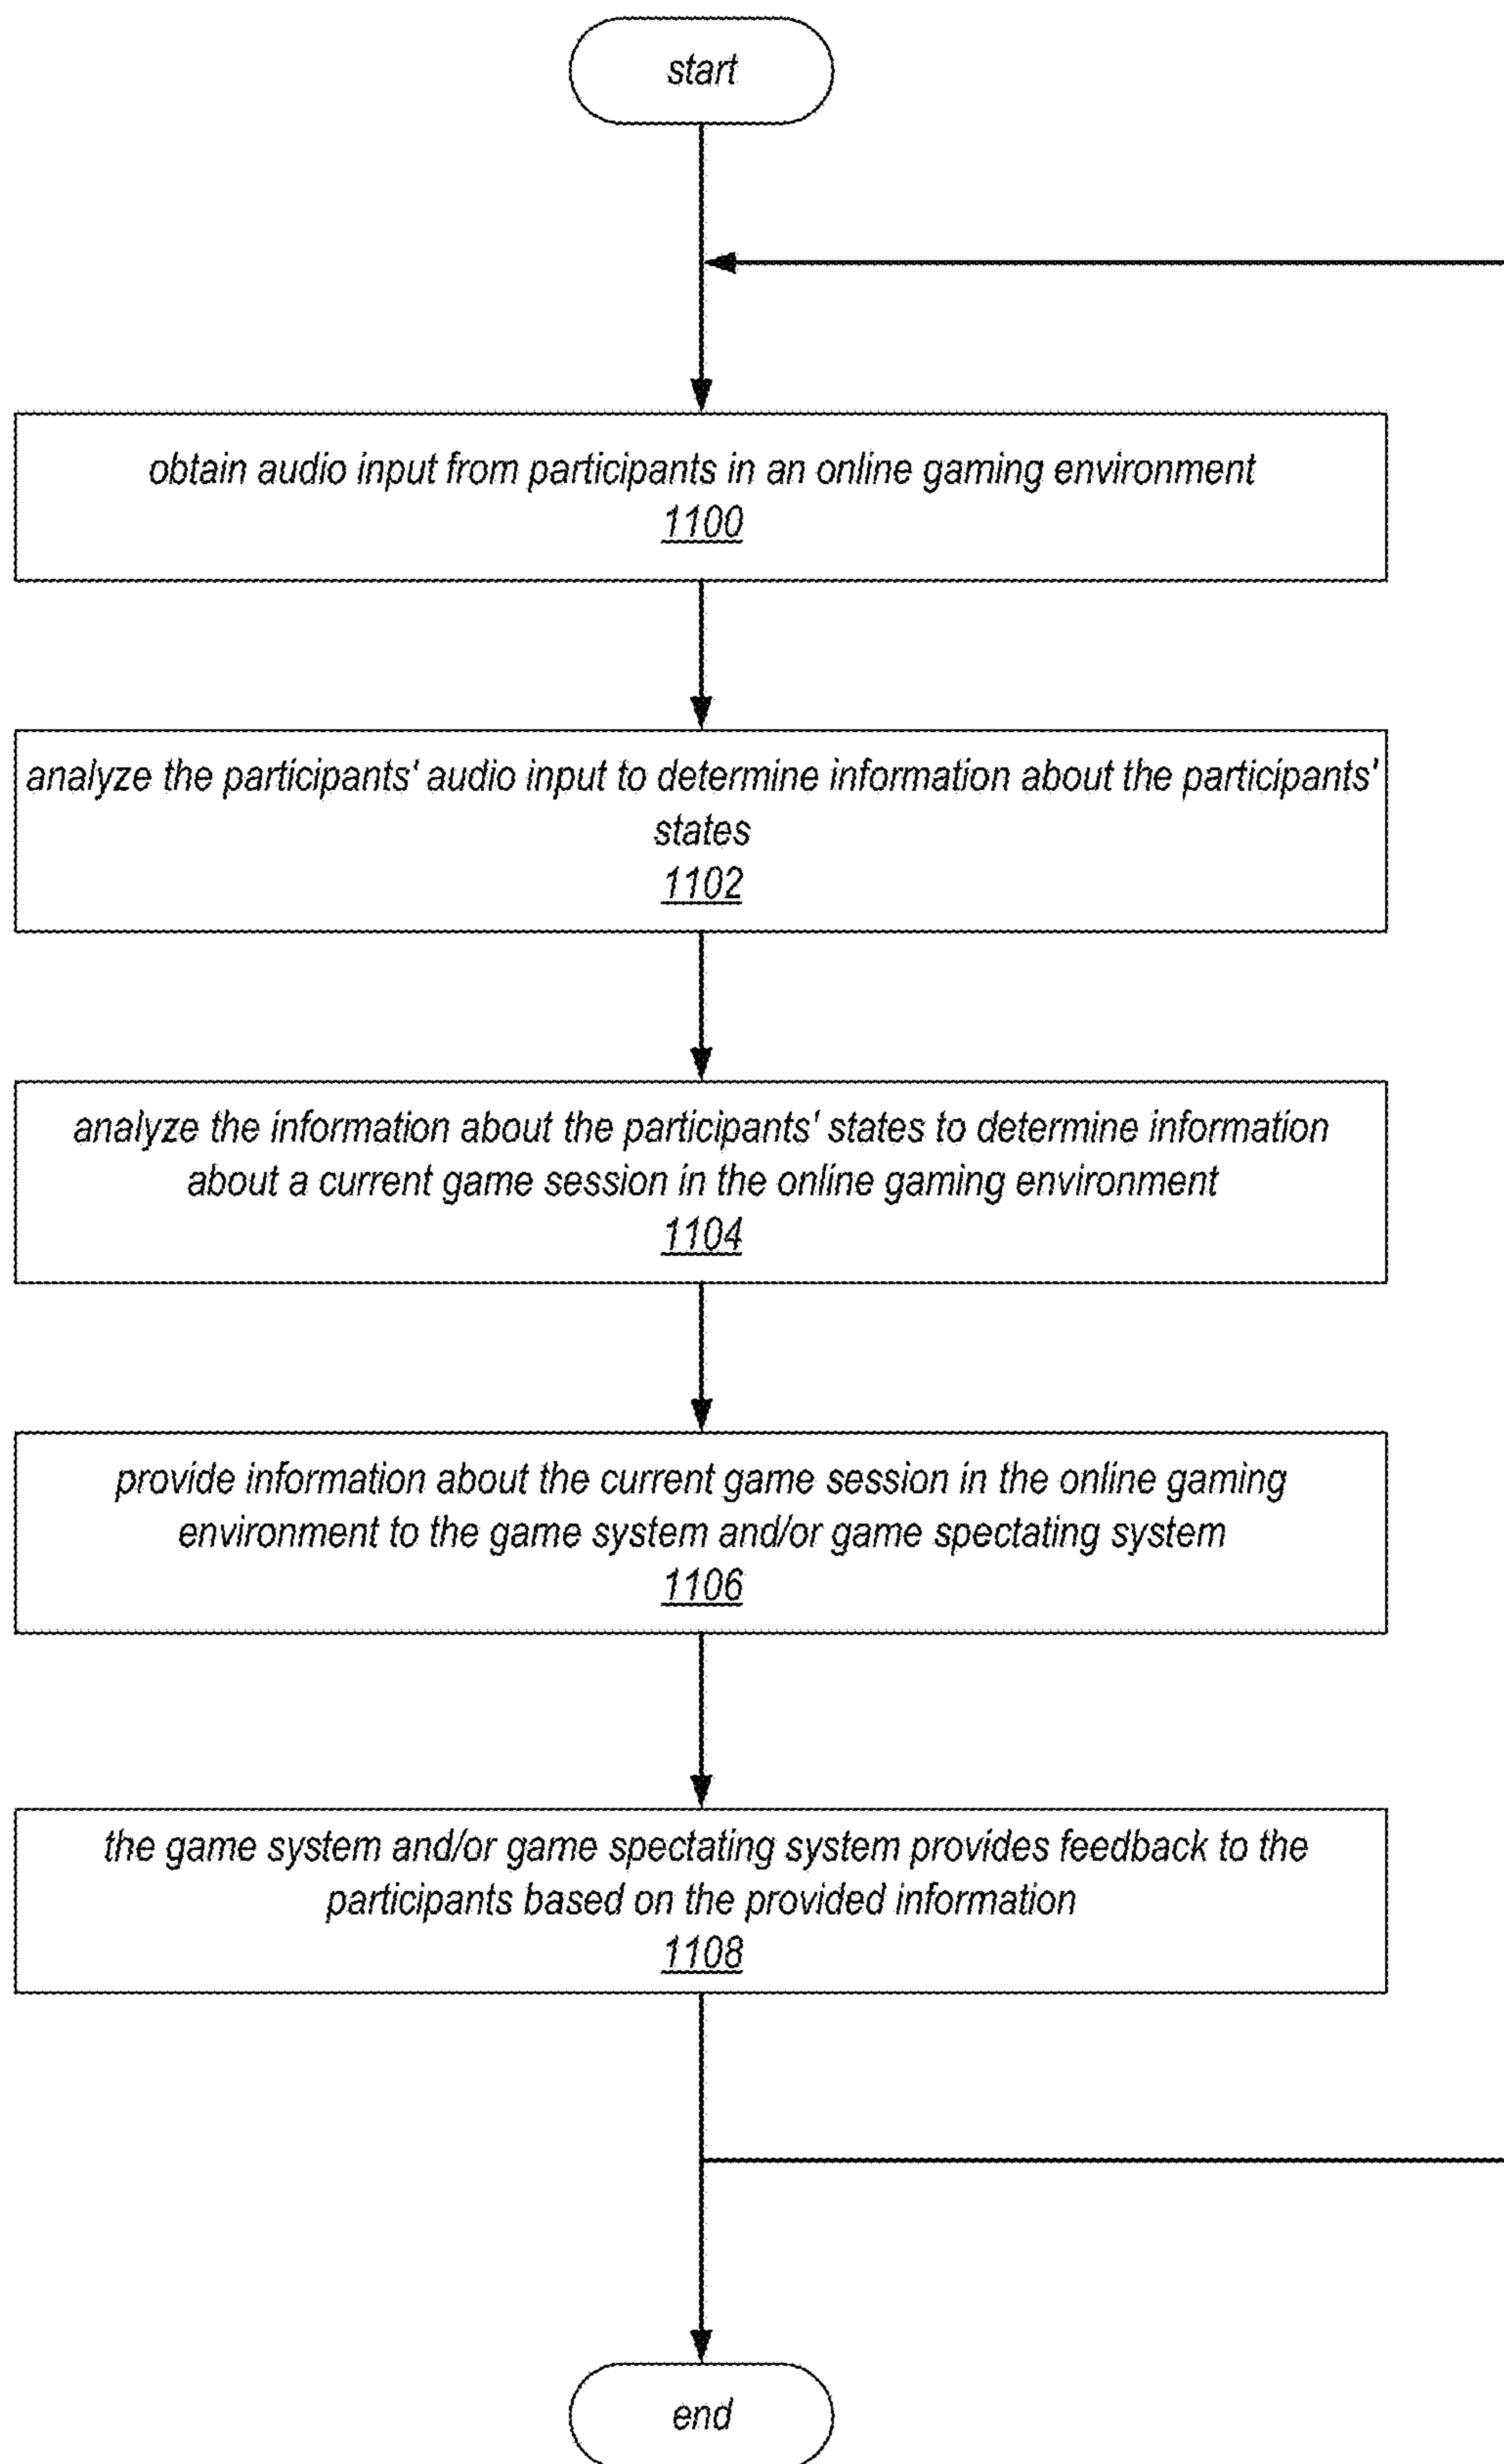 start
obtain audio input from participants in an online gaming environment
1100
analyze the participants' audio input to determine information about the participants'
states
1102
analyze the information about the participants' states to determine information
about a current game session in the online gaming environment
1104
provide information about the current game session in the online gaming
environment to the game system and/or game spectating system
1106
the game system and/or game spectating system provides feedback to the
participants based on the provided information
1108
end